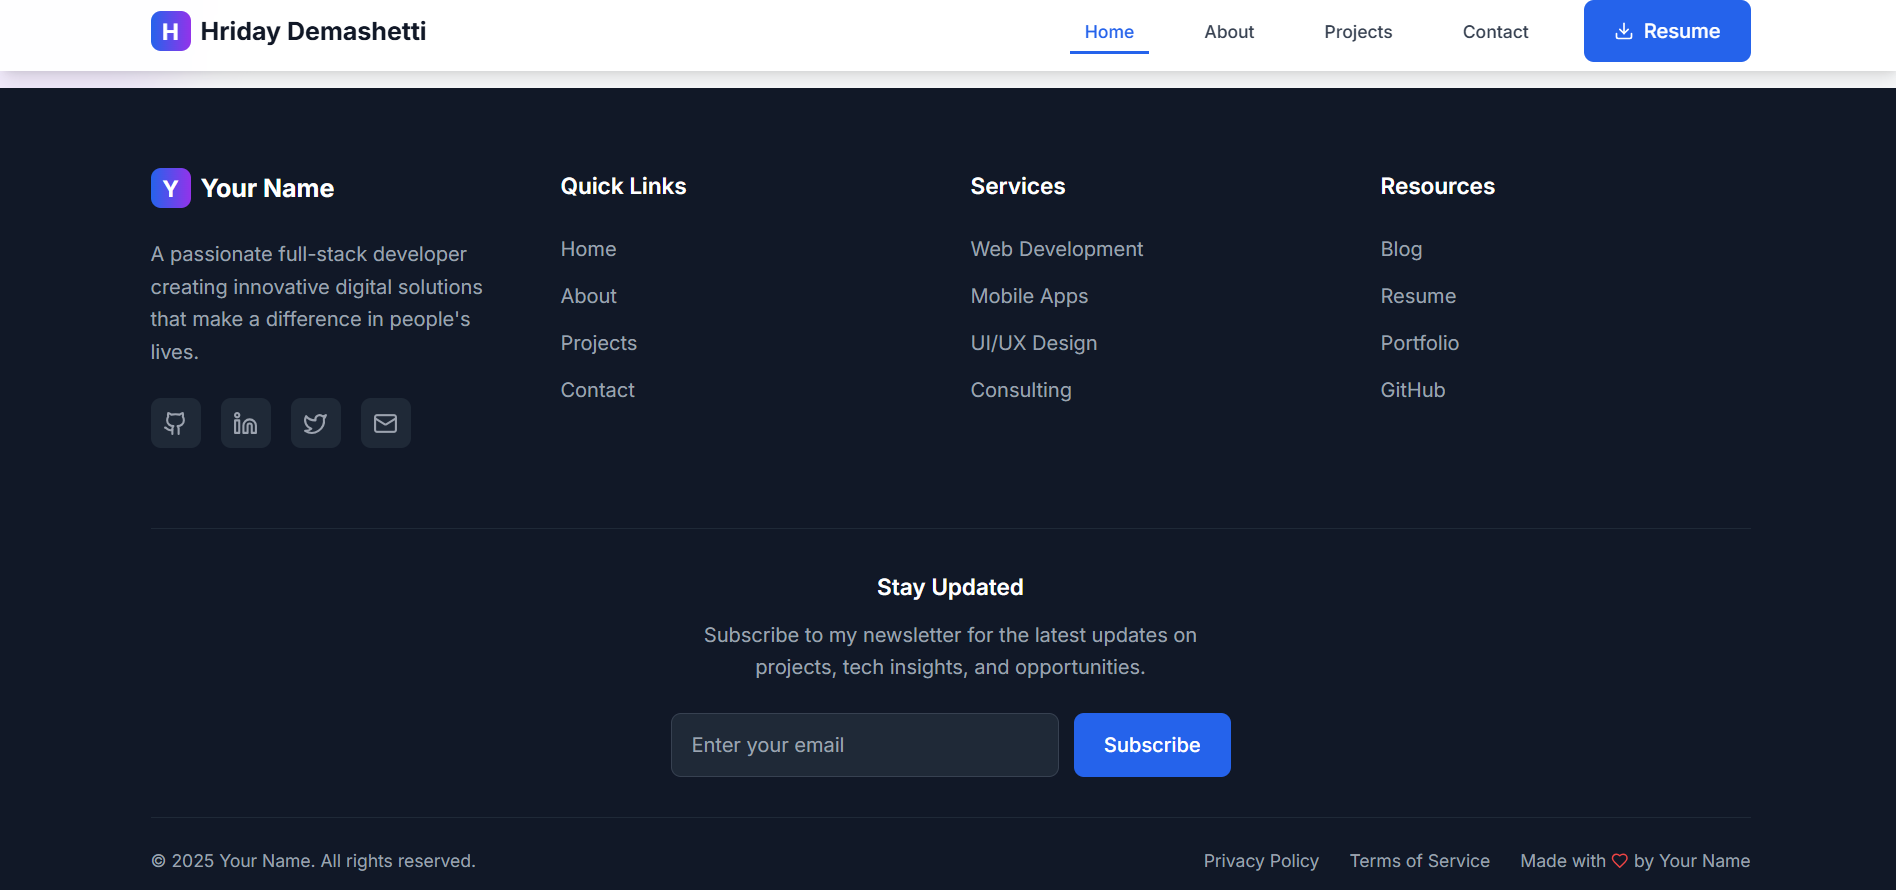 H Hriday Demashetti
Home About Projects Contact Resume
Y Your Name
A passionate full-stack developer
creating innovative digital solutions
that make a difference in people's
lives.
Quick Links
Home
About
Projects
Contact
Services
Web Development
Mobile Apps
UI/UX Design
Consulting
Resources
Blog
Resume
Portfolio
GitHub
Stay Updated
Subscribe to my newsletter for the latest updates on
projects, tech insights, and opportunities.
Enter your email Subscribe
© 2025 Your Name. All rights reserved.
Privacy Policy Terms of Service Made with by Your Name